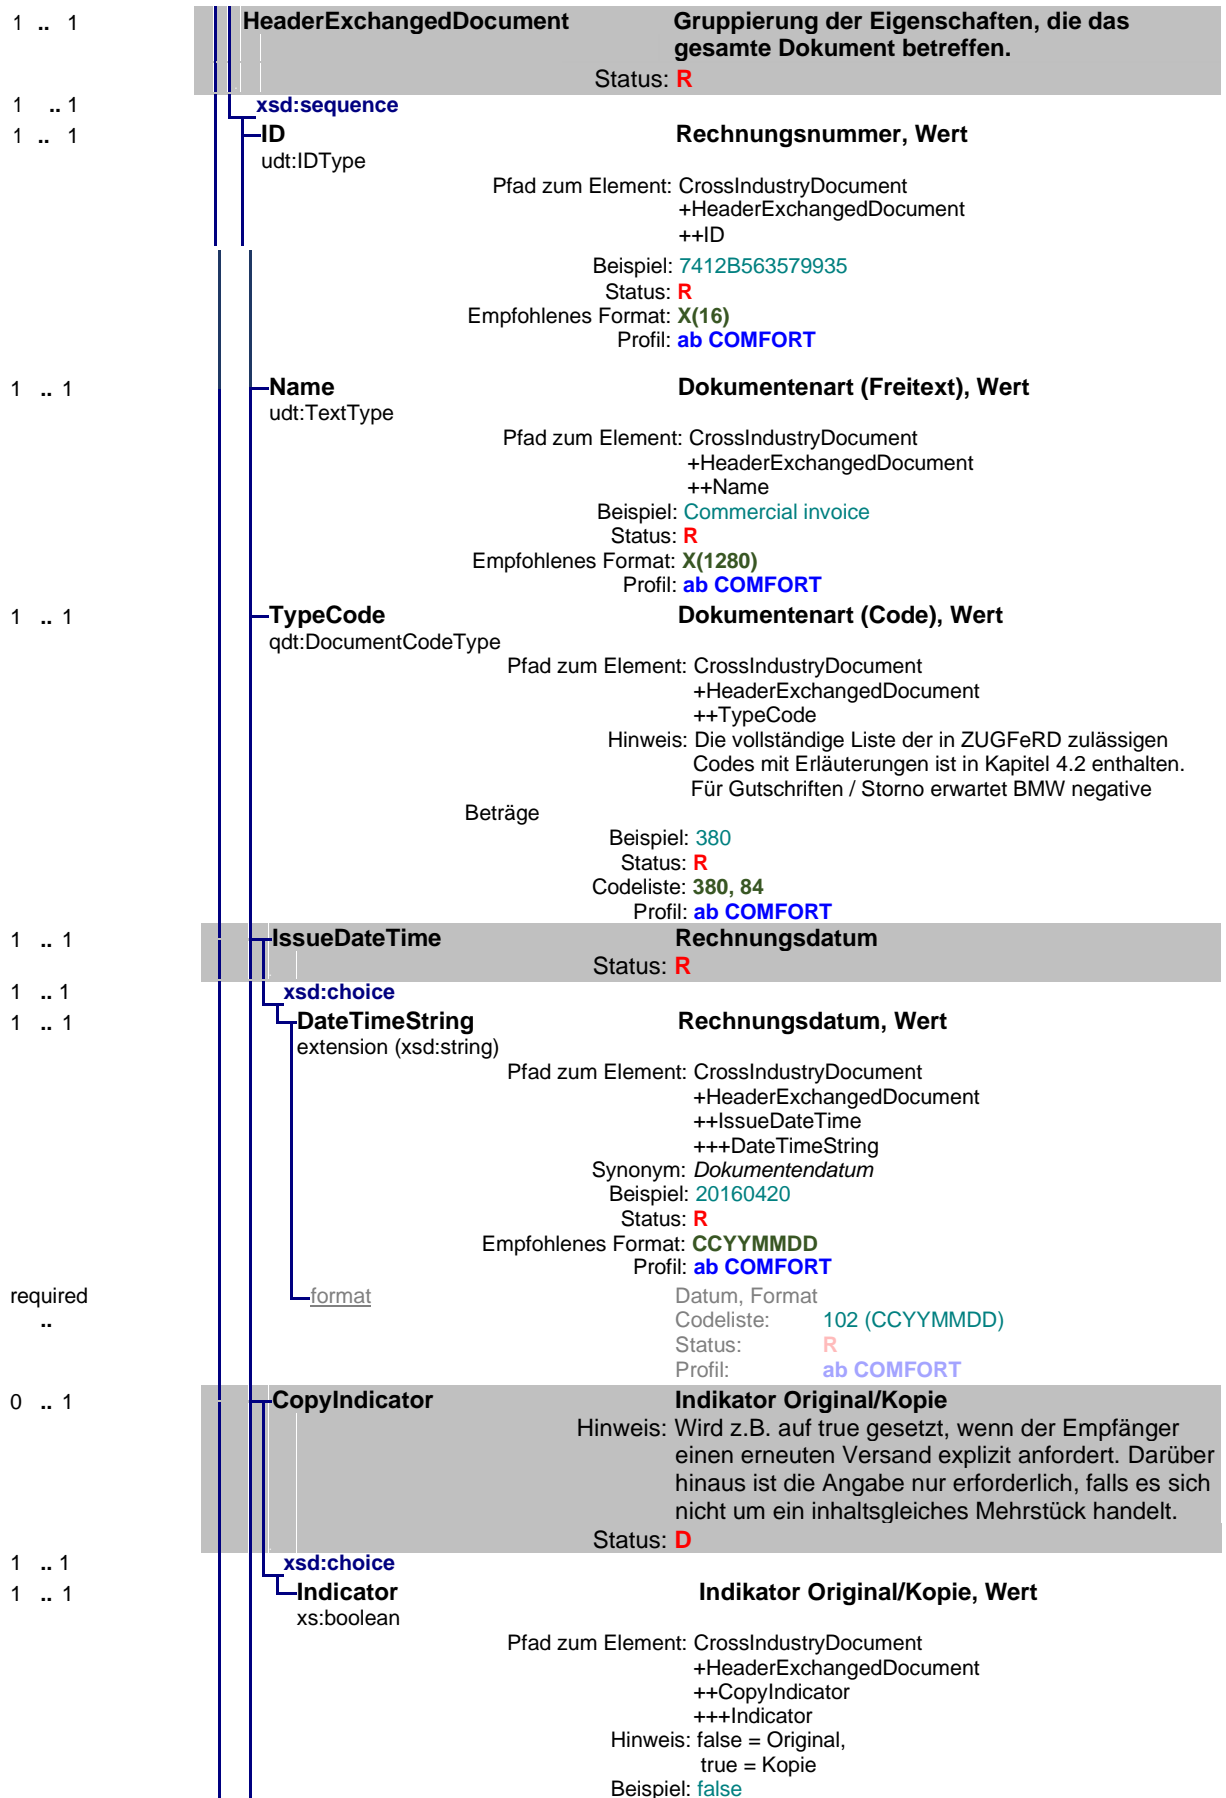 1 .. 1 HeaderExchangedDocument Gruppierung der Eigenschaften, die das
gesamte Dokument betreffen.
Status: R
1 .. 1 xsd:sequence
1 .. 1 ID Rechnungsnummer, Wert
udt:IDType
Pfad zum Element: CrossIndustryDocument
+HeaderExchangedDocument
++ID
Beispiel: 7412B563579935
Status: R
Empfohlenes Format: X(16)
Profil: ab COMFORT
1 .. 1 Name Dokumentenart (Freitext), Wert
udt:TextType
Pfad zum Element: CrossIndustryDocument
+HeaderExchangedDocument
++Name
Beispiel: Commercial invoice
Status: R
Empfohlenes Format: X(1280)
Profil: ab COMFORT
1 .. 1 TypeCode Dokumentenart (Code), Wert
qdt:DocumentCodeType
Pfad zum Element: CrossIndustryDocument
+HeaderExchangedDocument
++TypeCode
Hinweis: Die vollständige Liste der in ZUGFeRD zulässigen
Codes mit Erläuterungen ist in Kapitel 4.2 enthalten.
Für Gutschriften / Storno erwartet BMW negative
Beträge
Beispiel: 380
Status: R
Codeliste: 380, 84
Profil: ab COMFORT
1 .. 1 IssueDateTime Rechnungsdatum
Status: R
1 .. 1 xsd:choice
1 .. 1 DateTimeString Rechnungsdatum, Wert
extension (xsd:string)
Pfad zum Element: CrossIndustryDocument
+HeaderExchangedDocument
++IssueDateTime
+++DateTimeString
Synonym: Dokumentendatum
Beispiel: 20160420
Status: R
Empfohlenes Format: CCYYMMDD
Profil: ab COMFORT
required format Datum, Format
.. Codeliste: 102 (CCYYMMDD)
Status: R
Profil: ab COMFORT
0 .. 1 CopyIndicator Indikator Original/Kopie
Hinweis: Wird z.B. auf true gesetzt, wenn der Empfänger
einen erneuten Versand explizit anfordert. Darüber
hinaus ist die Angabe nur erforderlich, falls es sich
nicht um ein inhaltsgleiches Mehrstück handelt.
Status: D
1 .. 1 xsd:choice
1 .. 1 Indicator Indikator Original/Kopie, Wert
xs:boolean
Pfad zum Element: CrossIndustryDocument
+HeaderExchangedDocument
++CopyIndicator
+++Indicator
Hinweis: false = Original,
true = Kopie
Beispiel: false